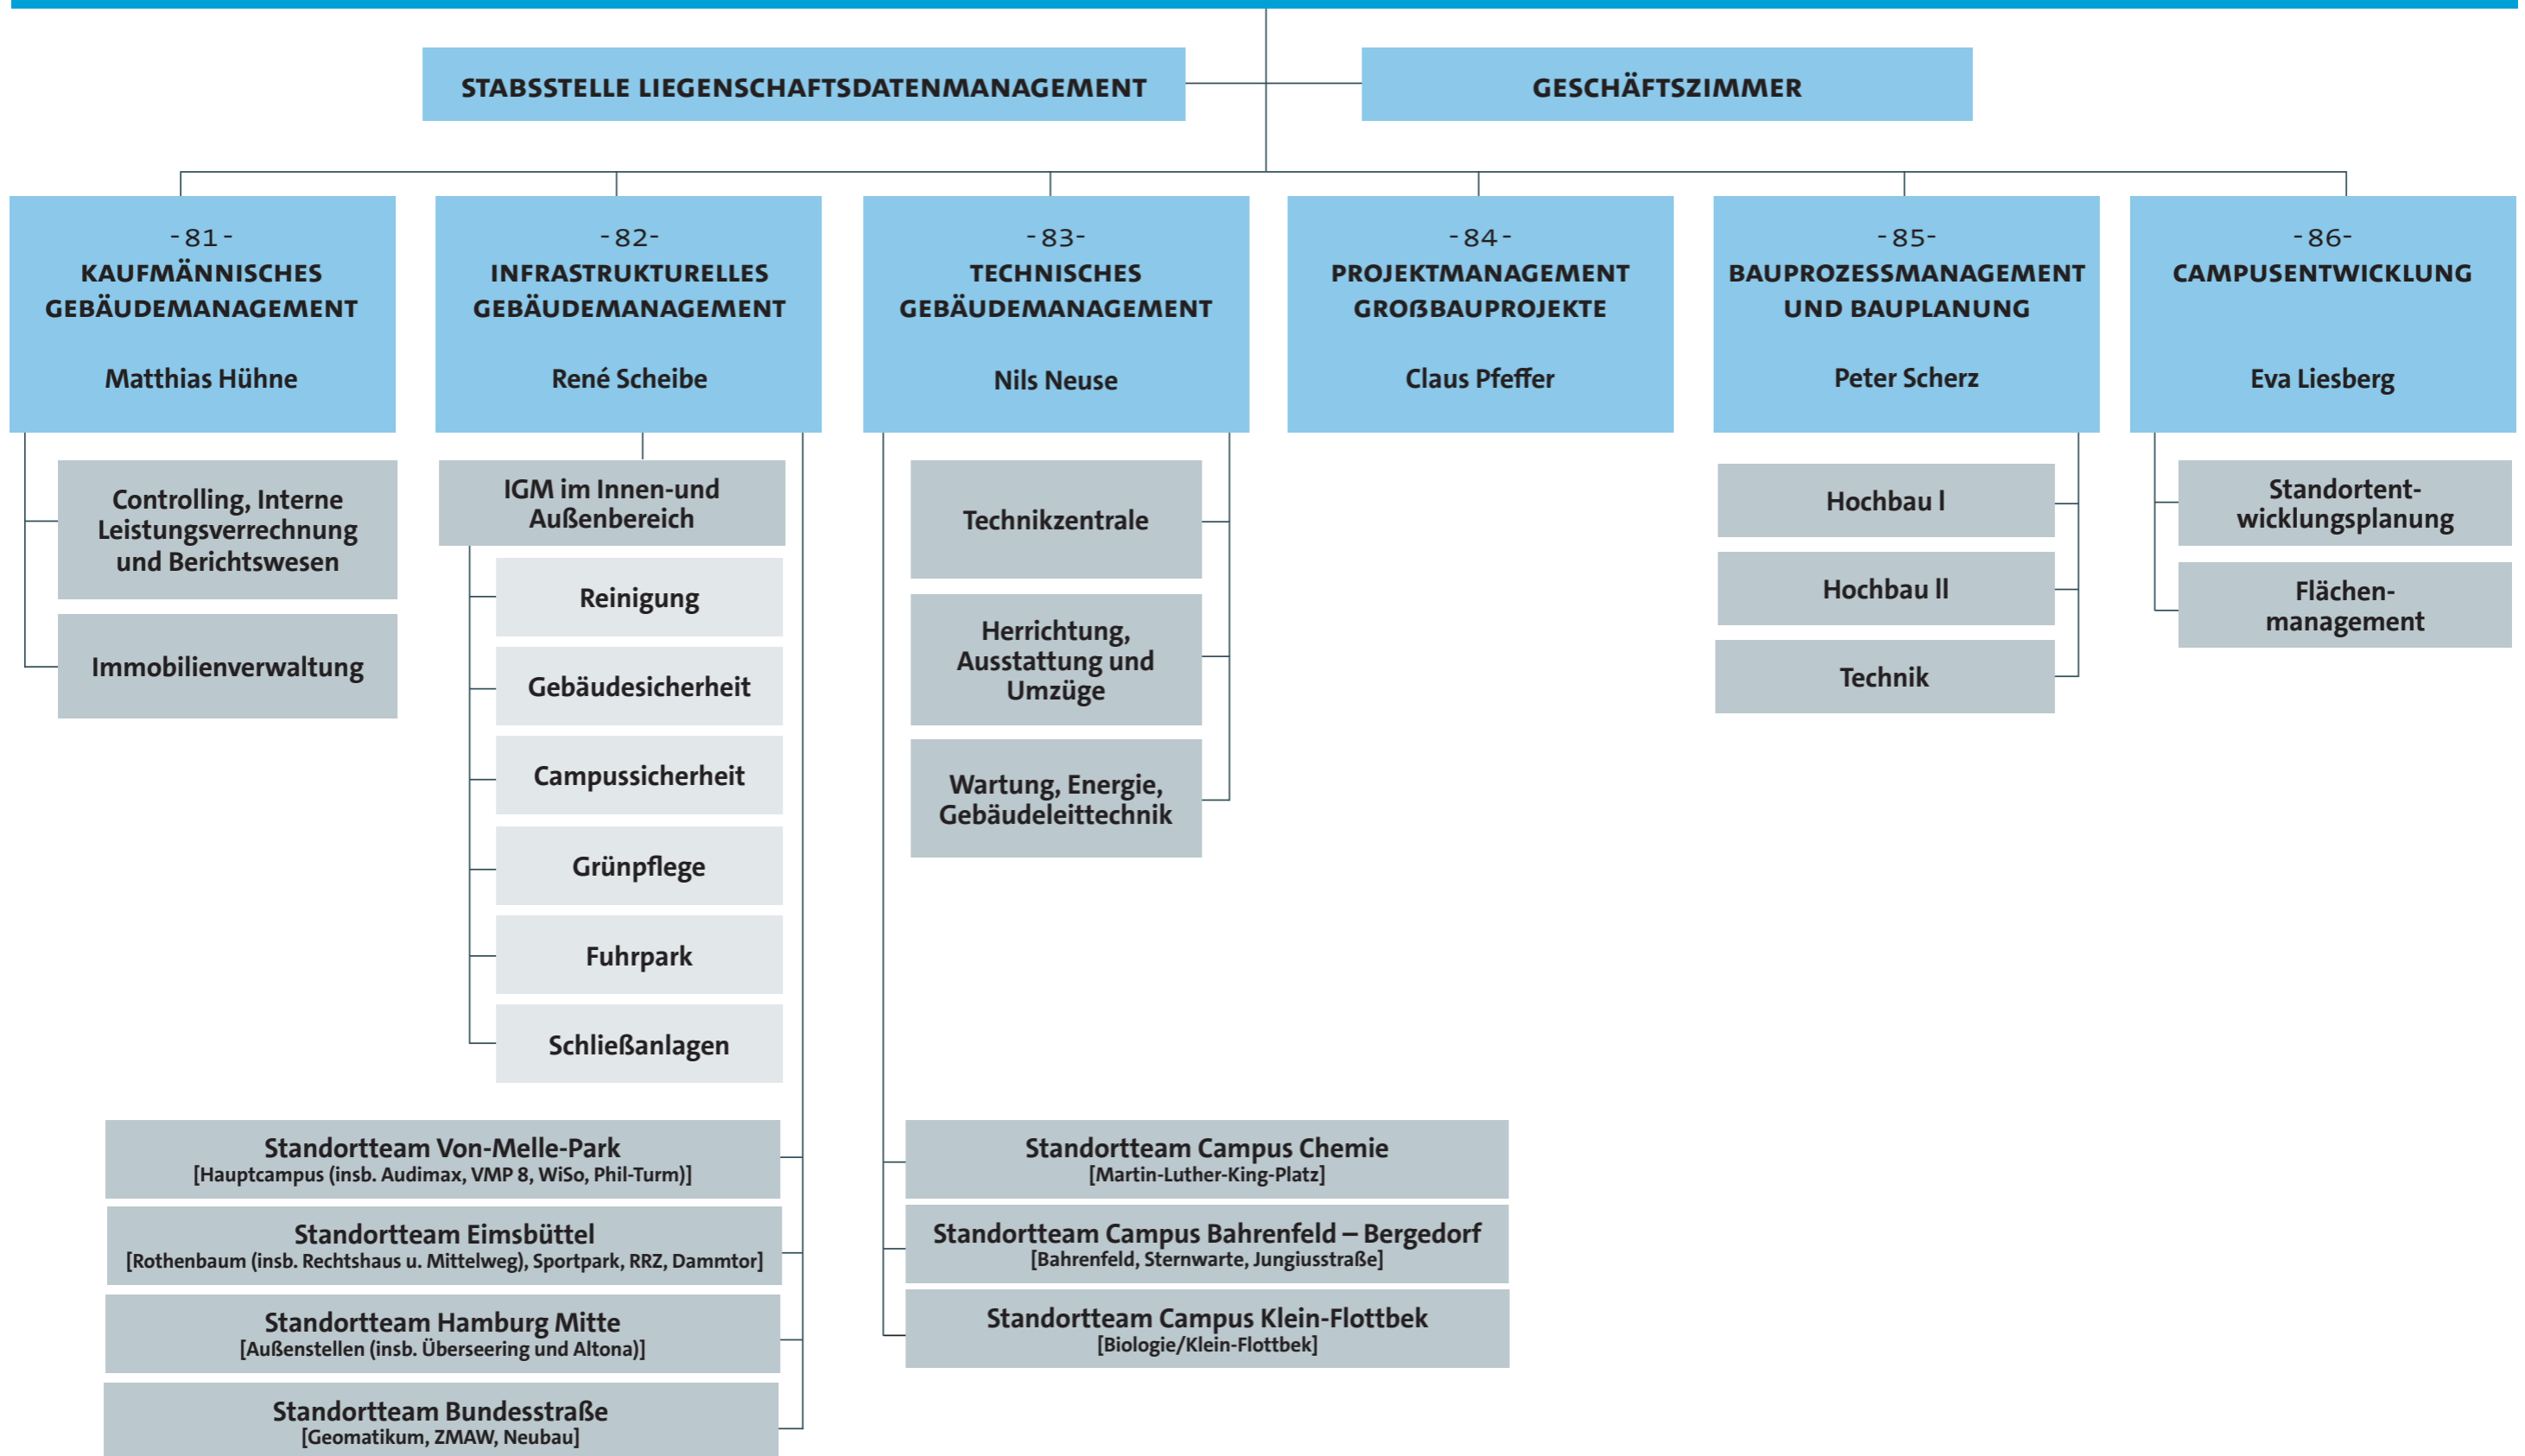 STABSSTELLE LIEGENSCHAFTSDATENMANAGEMENT
GESCHÄFTSZIMMER
-81-
KAUFMÄNNISCHES
GEBÄUDEMANAGEMENT
Matthias Hühne
-82-
INFRASTRUKTURELLES
GEBÄUDEMANAGEMENT
René Scheibe
-83-
TECHNISCHES
GEBÄUDEMANAGEMENT
Nils Neuse
-84-
PROJEKTMANAGEMENT
GROßBAUPROJEKTE
Claus Pfeffer
-85-
BAUPROZESSMANAGEMENT
UND BAUPLANUNG
Peter Scherz
-86-
CAMPUSENTWICKLUNG
Eva Liesberg
Controlling, Interne
Leistungsverrechnung
und Berichtswesen
Immobilienverwaltung
IGM im Innen-und
Außenbereich
Reinigung
Gebäudesicherheit
Campussicherheit
Grünpflege
Fuhrpark
Schließanlagen
Standortteam Von-Melle-Park
[Hauptcampus (insb. Audimax, VMP 8, WiSo, Phil-Turm)]
Standortteam Eimsbüttel
[Rothenbaum (insb. Rechtshaus u. Mittelweg), Sportpark, RRZ, Dammtor]
Standortteam Hamburg Mitte
[Außenstellen (insb. Überseering und Altona)]
Standortteam Bundesstraße
[Geomatikum, ZMAW, Neubau]
Technikzentrale
Herrichtung,
Ausstattung und
Umzüge
Wartung, Energie,
Gebäudeleittechnik
Standortteam Campus Chemie
[Martin-Luther-King-Platz]
Standortteam Campus Bahrenfeld – Bergedorf
[Bahrenfeld, Sternwarte, Jungiusstraße]
Standortteam Campus Klein-Flottbek
[Biologie/Klein-Flottbek]
Hochbau l
Hochbau ll
Technik
Standortent-
wicklungsplanung
Flächen-
management